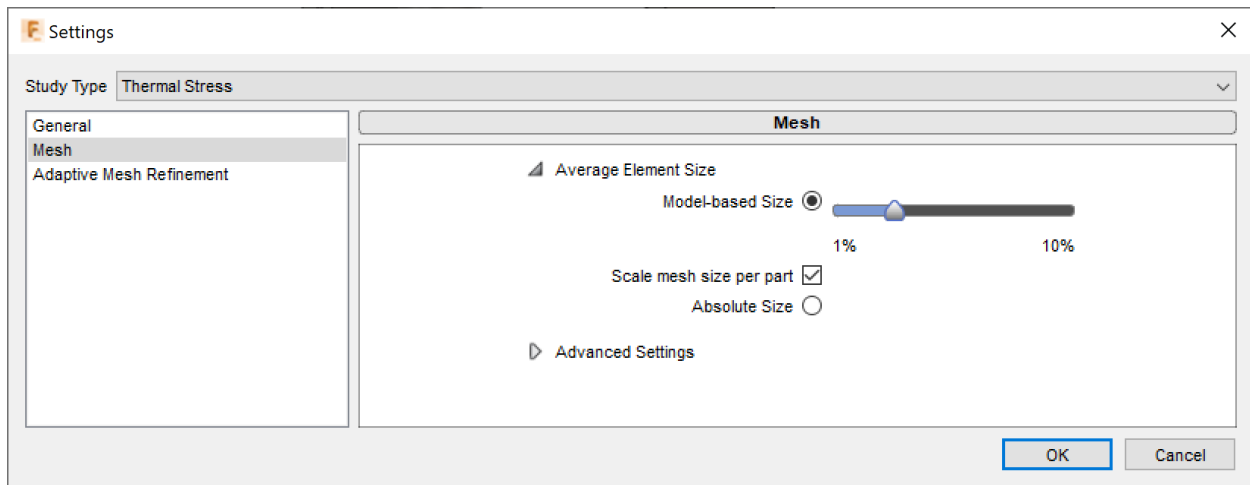 Settings
Study Type Thermal Stress
General
Mesh
Adaptive Mesh Refinement
Mesh
Average Element Size
Model-based Size
1% 10%
Scale mesh size per part
Absolute Size
Advanced Settings
OK Cancel